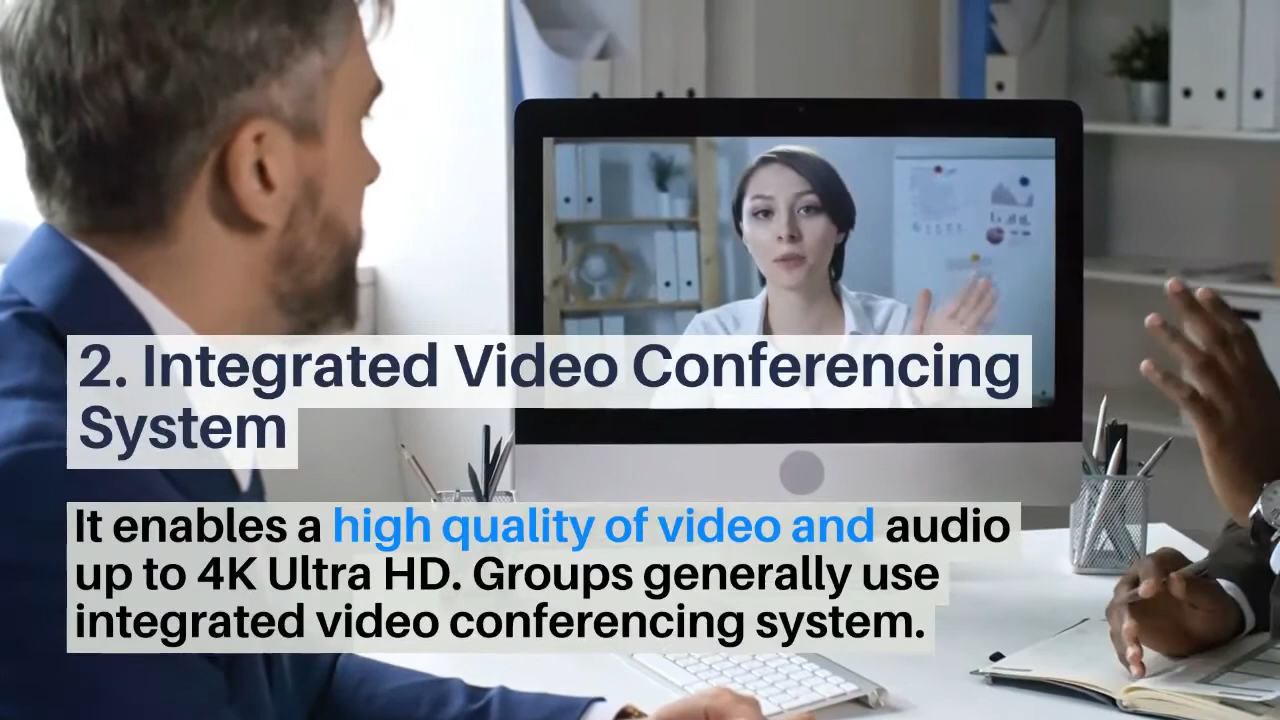 2. Integrated Video Conferencing
System
It enables a high quality of video and audio
up to 4K Ultra HD. Groups generally use
integrated video conferencing system.